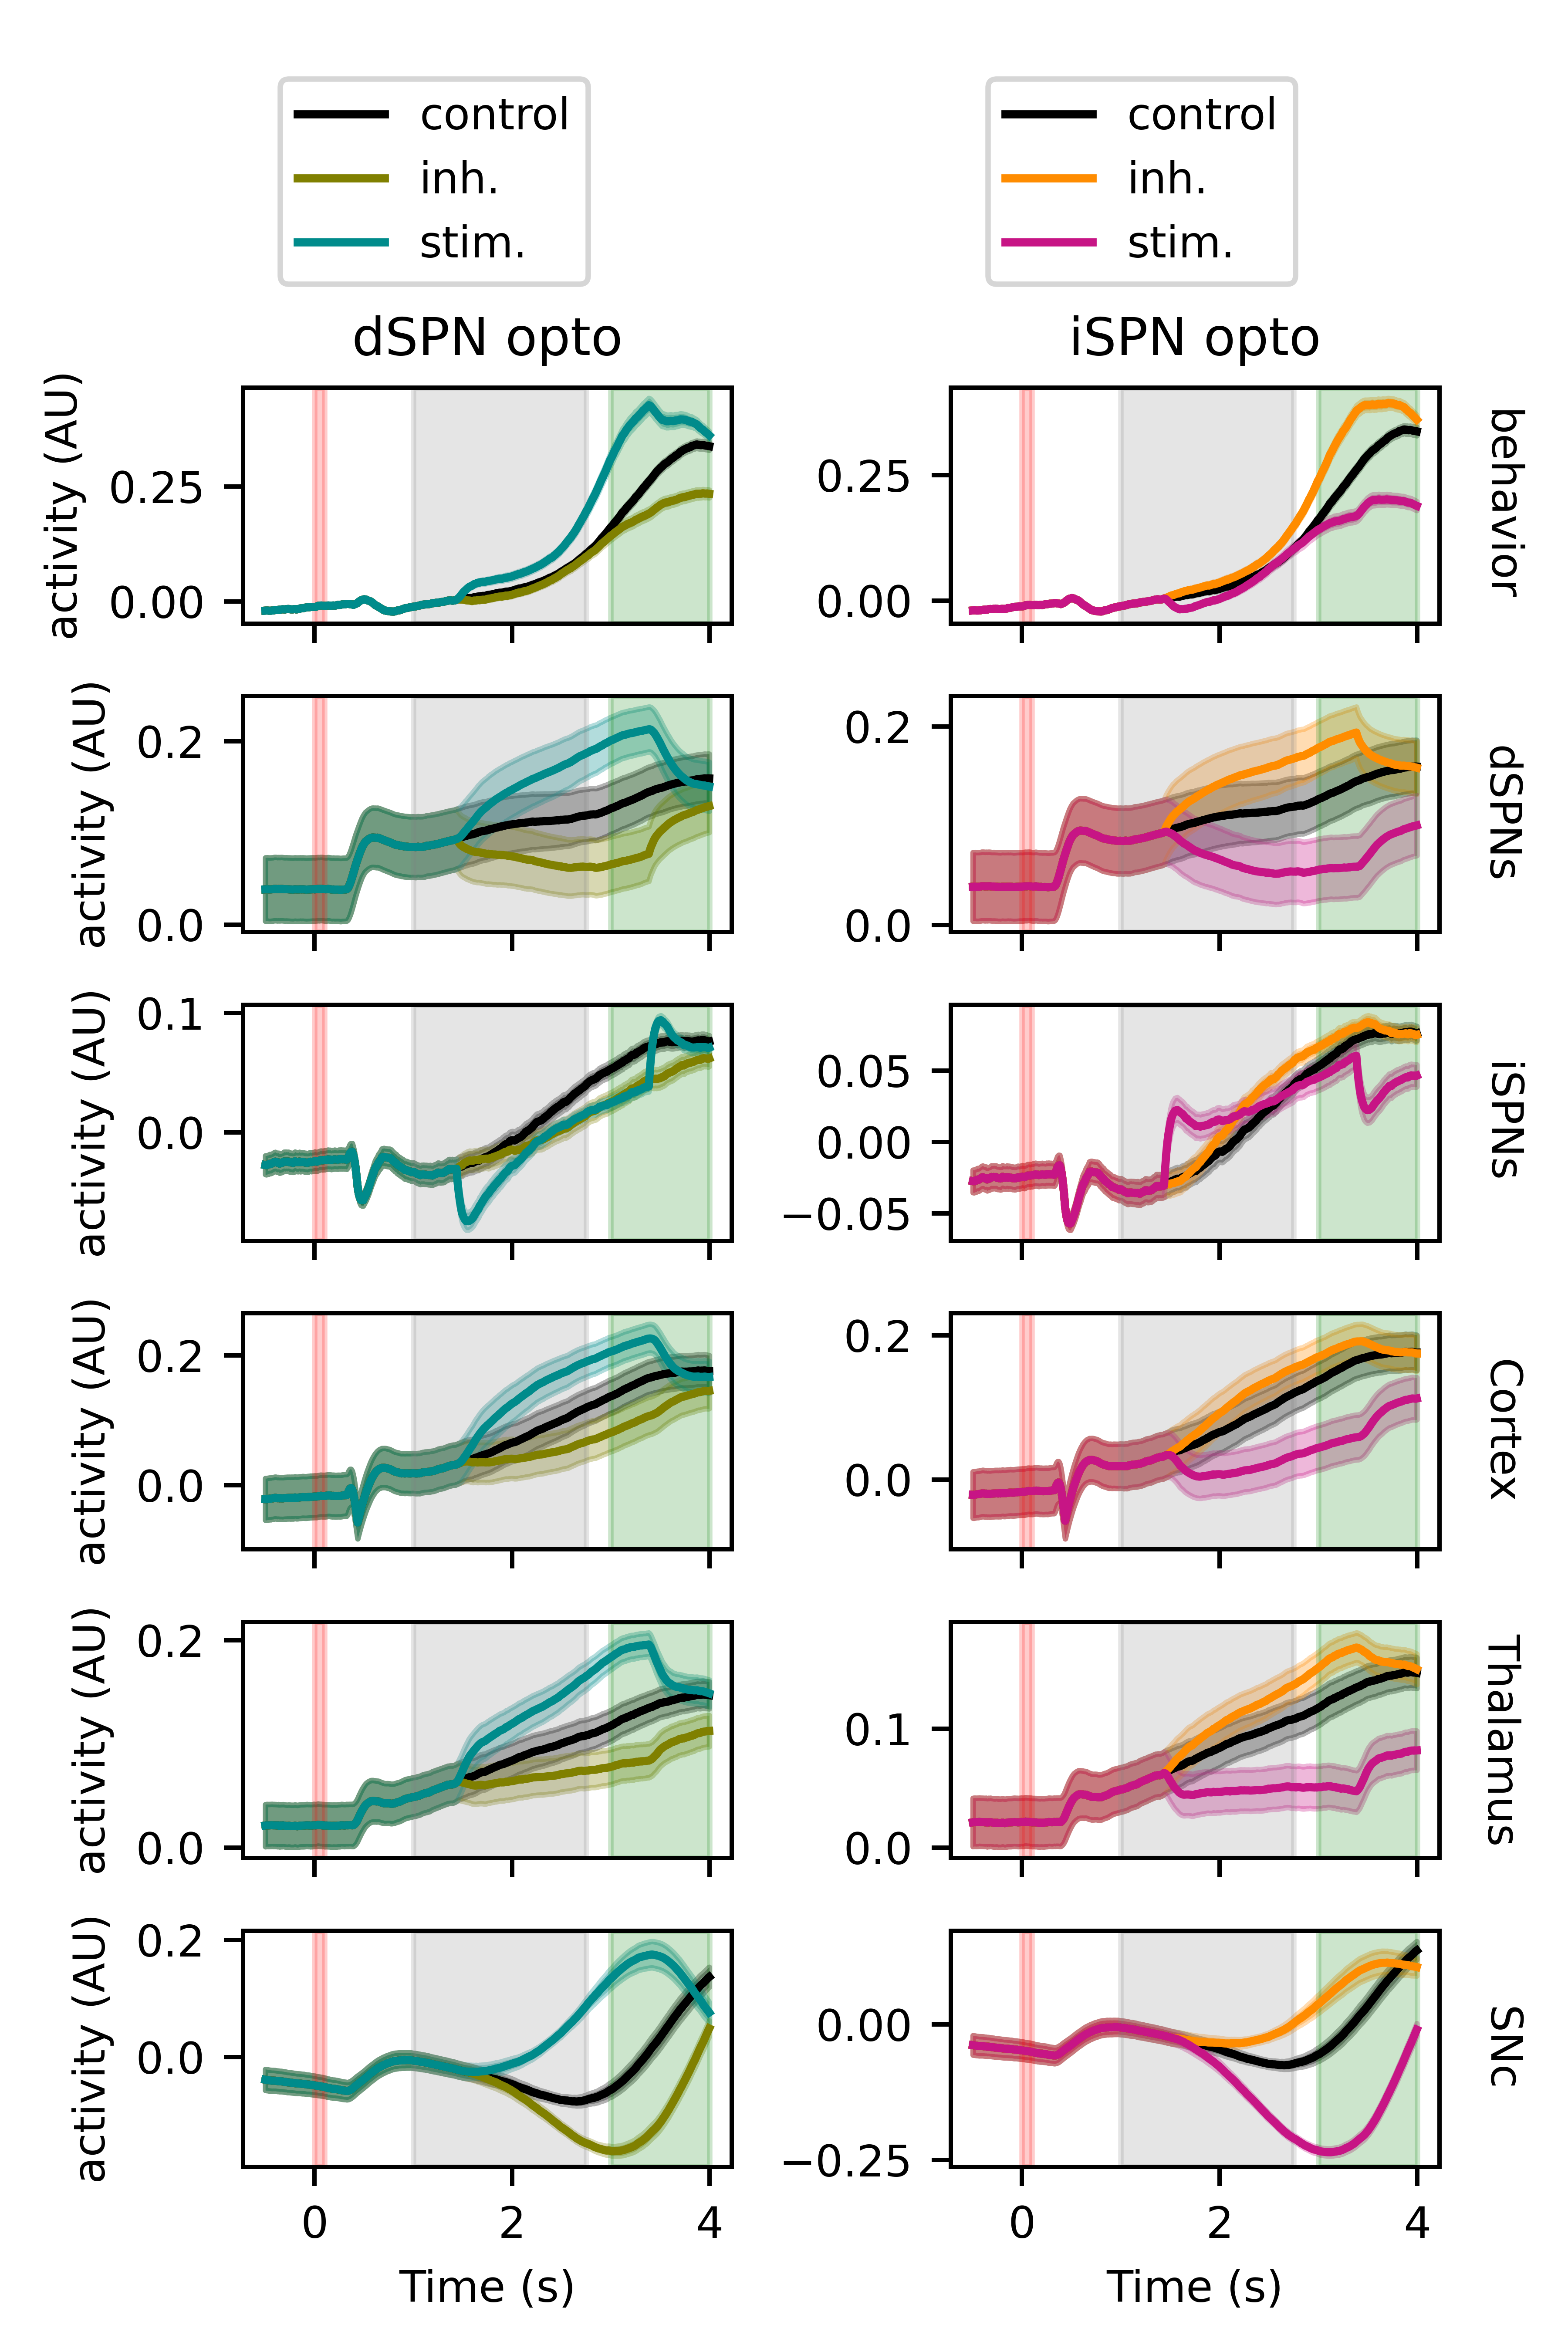 control
inh.
stim.
control
inh.
stim.
dSPN opto
iSPN opto
activity (AU)
0.25
0.00
0.25
0.00
behavior
activity (AU)
0.2
0.0
0.2
0.0
dSPNs
activity (AU)
0.1
0.0
0.05
0.00
−0.05
iSPNs
activity (AU)
0.2
0.0
0.2
0.0
Cortex
activity (AU)
0.2
0.0
0.1
0.0
Thalamus
activity (AU)
0.2
0.0
0.00
−0.25
SNc
0 2 4
0 2 4
Time (s)
Time (s)